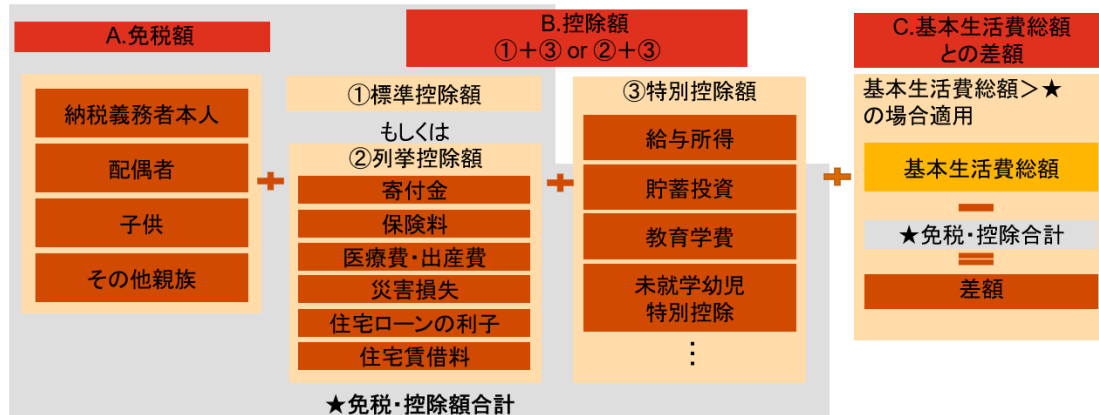 A.免税額
納税義務者本人
配偶者
子供
その他親族
+
B.控除額
①+③ or ②+③
①標準控除額
もしくは
②列挙控除額
寄付金
保険料
医療費・出産費
災害損失
住宅ローンの利子
住宅賃借料
+
③特別控除額
給与所得
貯蓄投資
教育学費
未就学幼児
特別控除
⋮
★免税・控除額合計
+
C.基本生活費総額
との差額
基本生活費総額>★
の場合適用
基本生活費総額
−
★免税・控除合計
=
差額